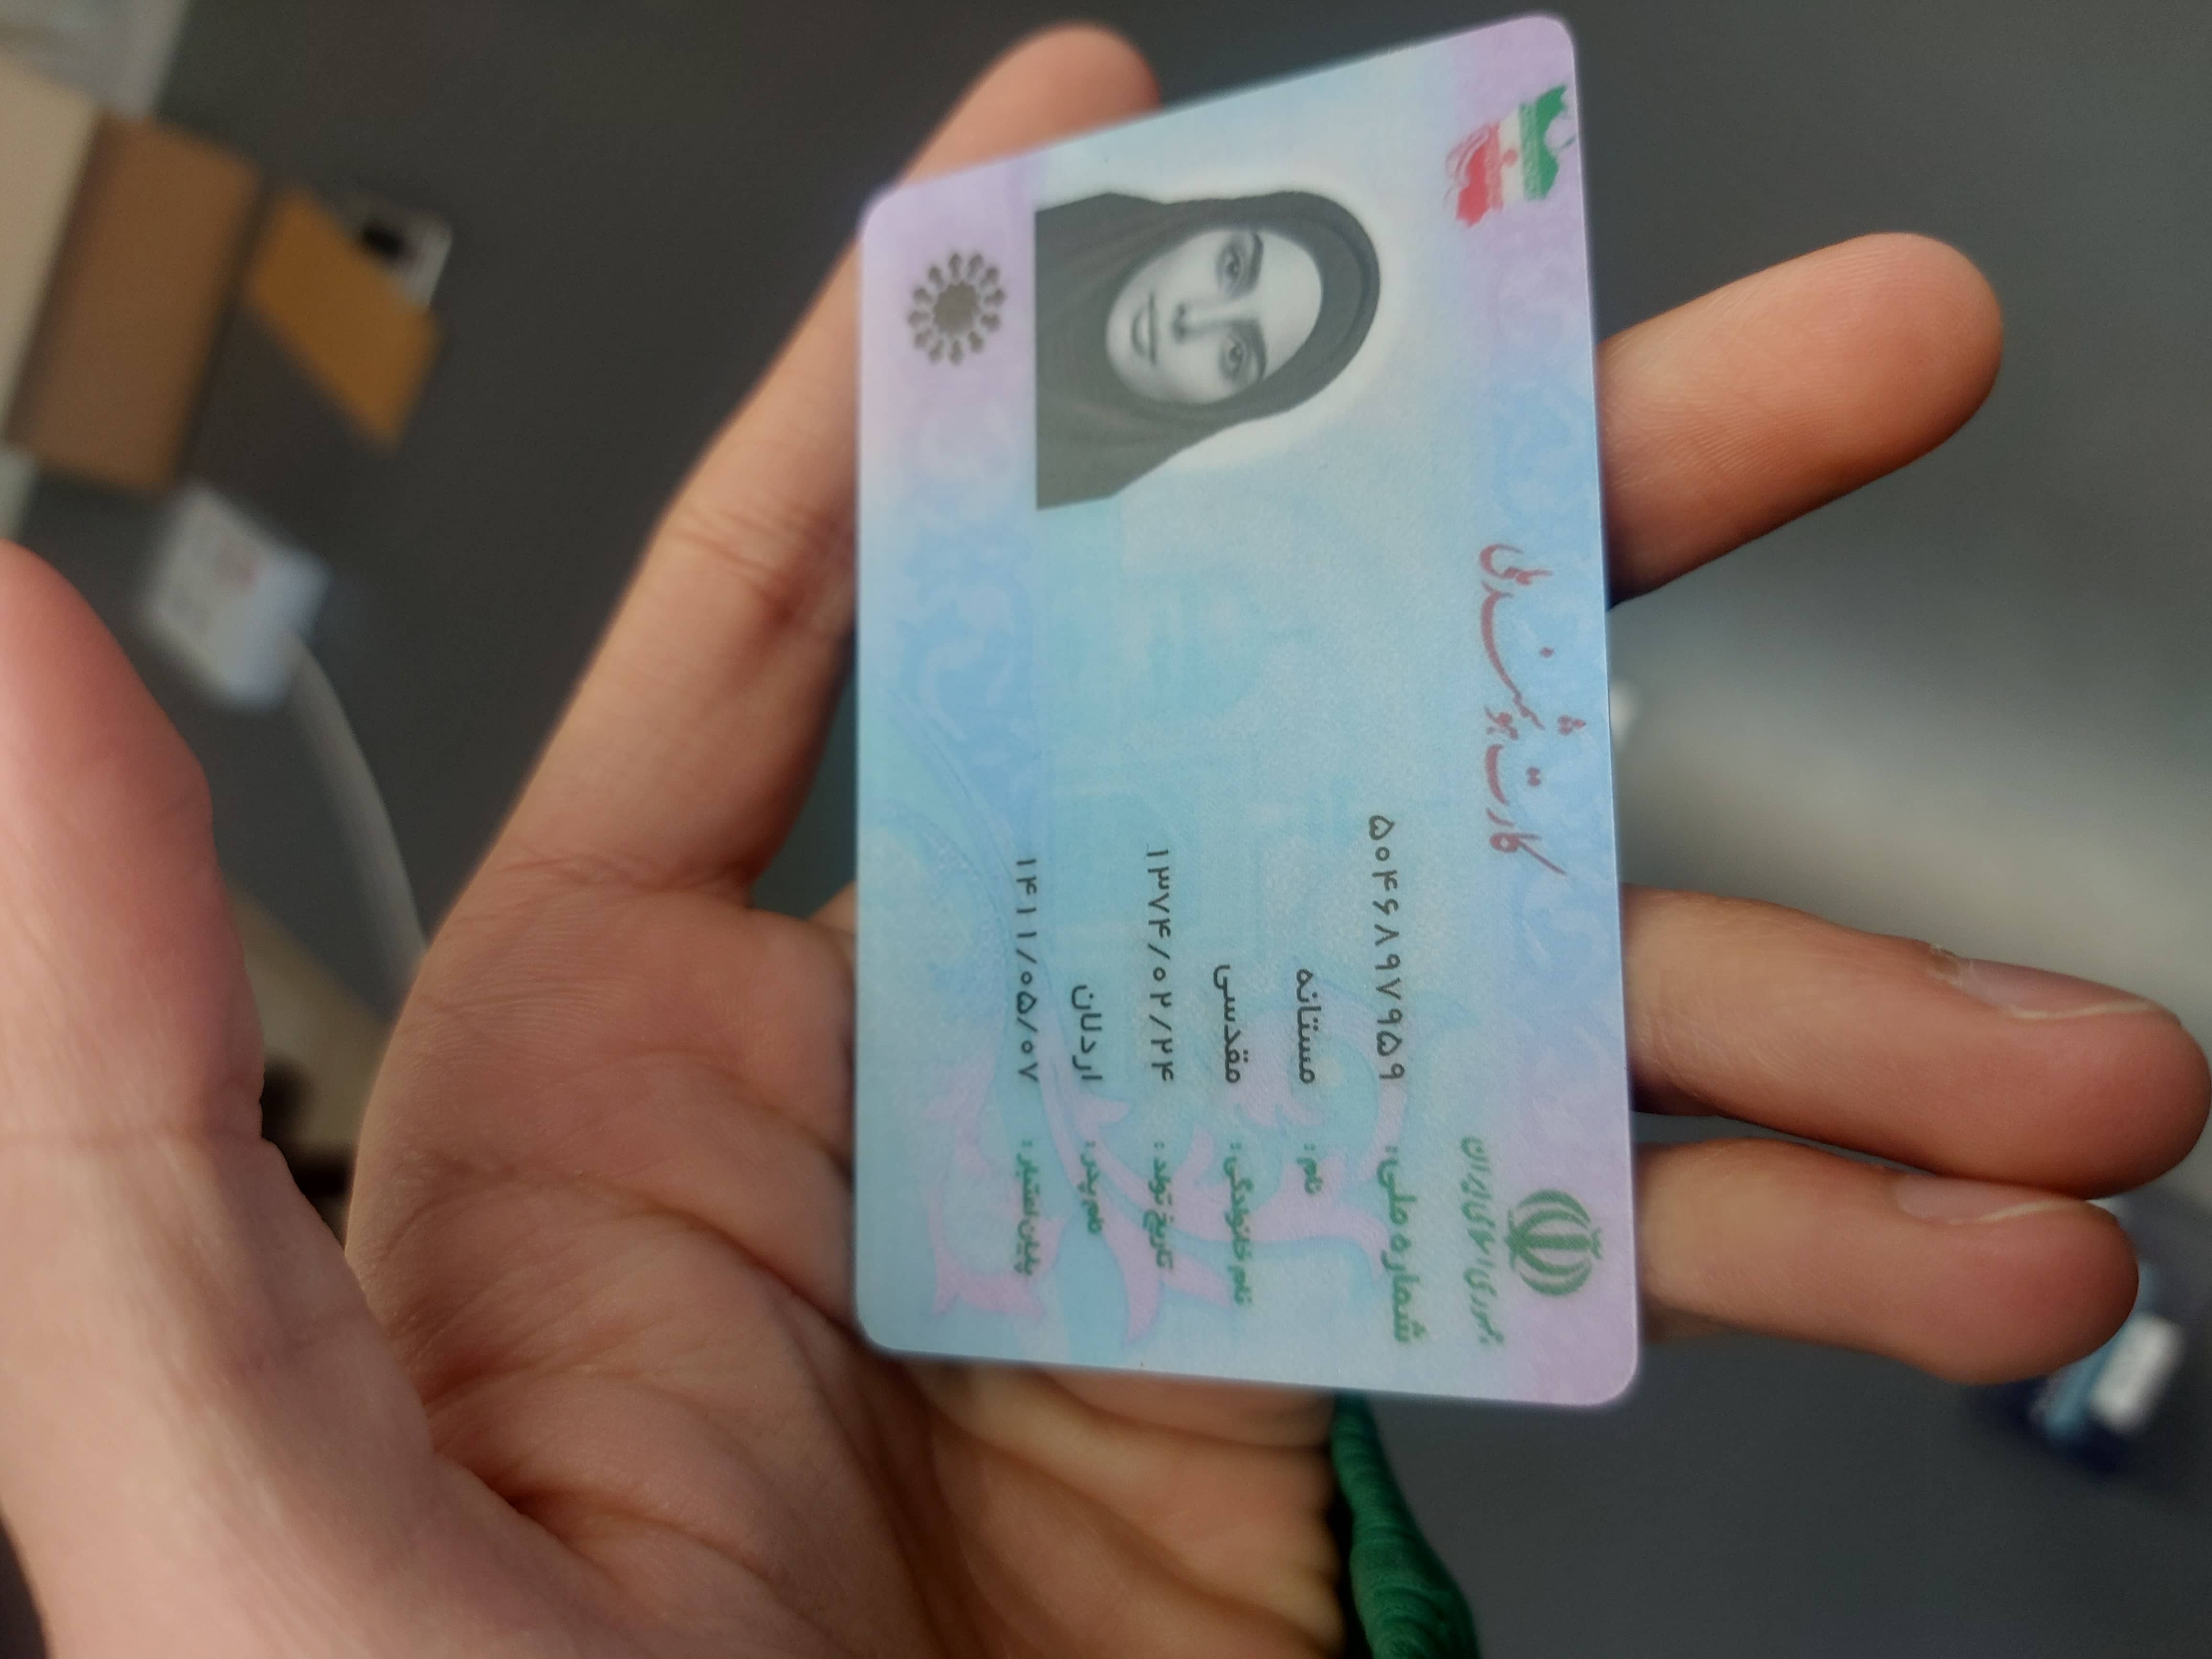 جمهوری اسلامی ایران
کارت هوشمند ملی
شماره ملی: ۵۰۴۶۸۹۷۹۵۹
نام: مستانه
نام خانوادگی: مقدسی
تاریخ تولد: ۱۳۷۴/۰۲/۲۴
نام پدر: اردلان
پایان اعتبار: ۱۴۱۱/۰۵/۰۷